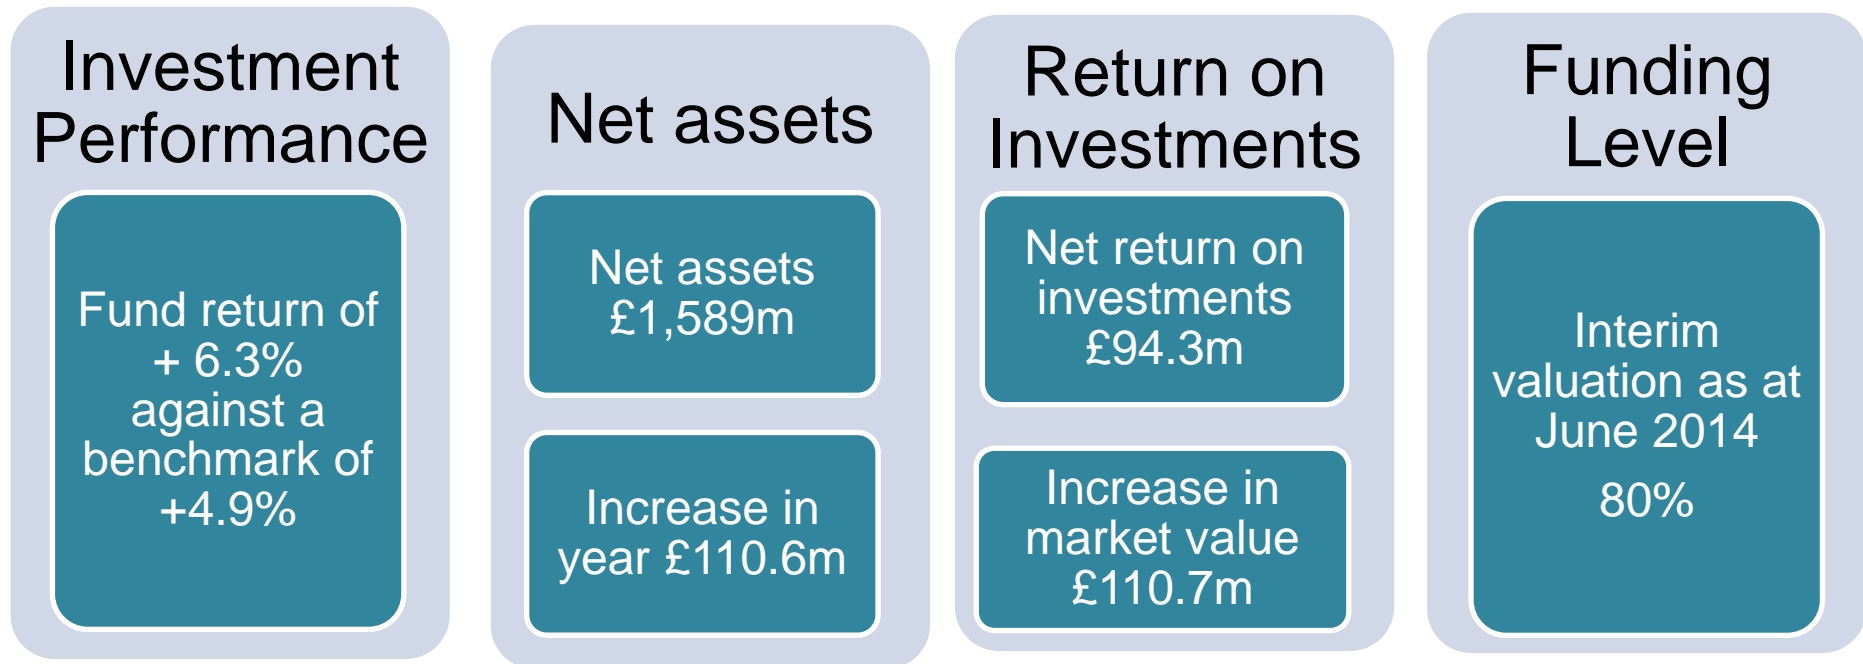 Investment
Performance
Fund return of
+ 6.3%
against a
benchmark of
+4.9%
Net assets
Net assets
£1,589m
Increase in
year £110.6m
Return on
Investments
Net return on
investments
£94.3m
Increase in
market value
£110.7m
Funding
Level
Interim
valuation as at
June 2014
80%